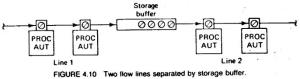 Storage
buffer
PROC
AUT
PROC
AUT
PROC
AUT
PROC
AUT
Line 1
Line 2
FIGURE 4.10 Two flow lines separated by storage buffer.